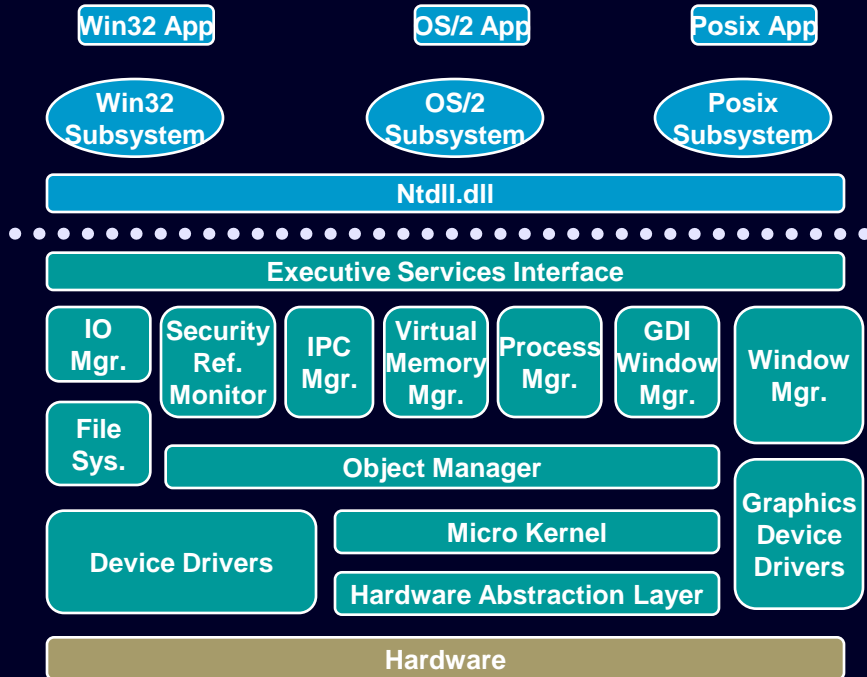 Win32 App
OS/2 App
Posix App
Win32
Subsystem
OS/2
Subsystem
Posix
Subsystem
Ntdll.dll
Executive Services Interface
IO
Mgr.
Security
Ref.
Monitor
IPC
Mgr.
Virtual
Memory
Mgr.
Process
Mgr.
GDI
Window
Mgr.
Window
Mgr.
File
Sys.
Object Manager
Graphics
Device
Drivers
Device Drivers
Micro Kernel
Hardware Abstraction Layer
Hardware